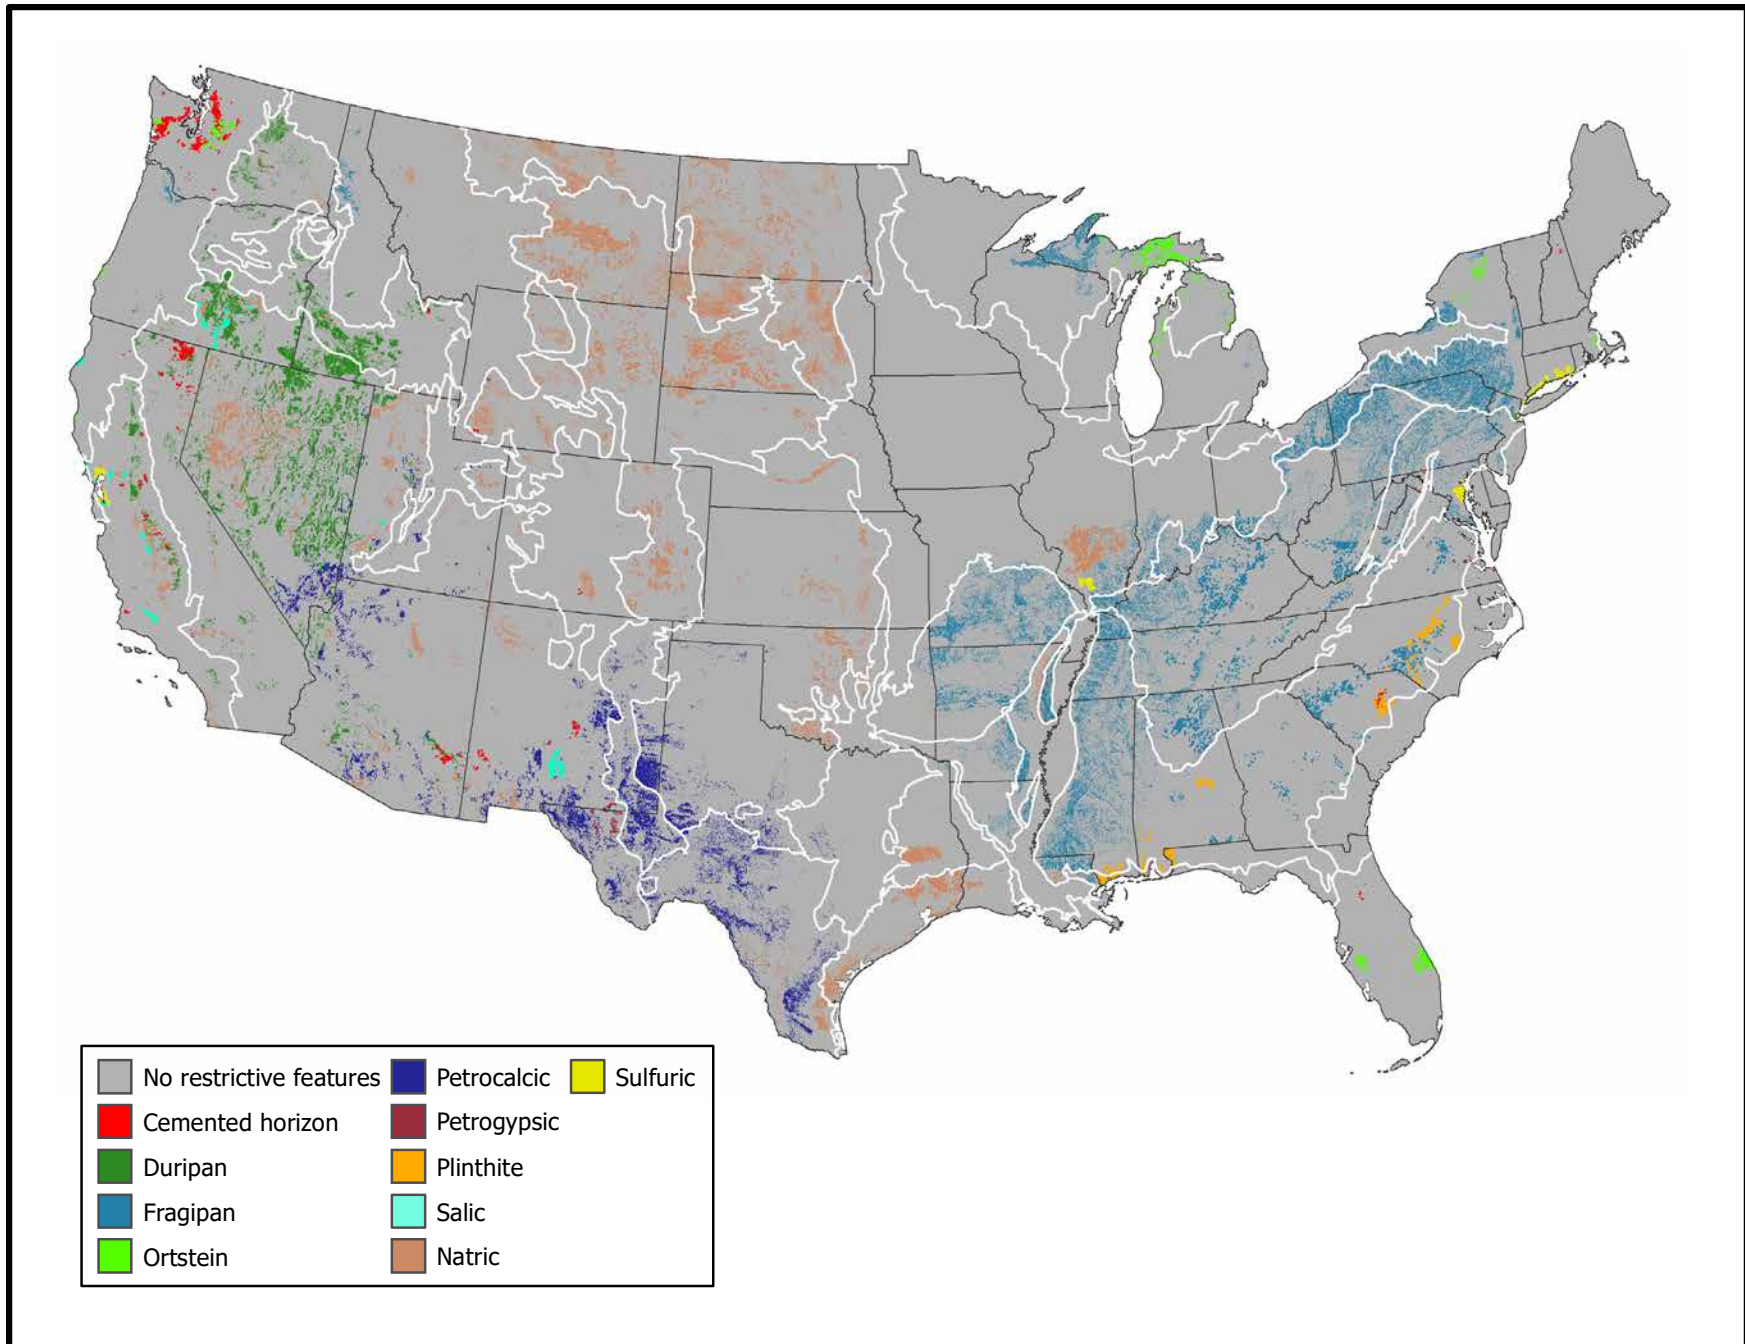 No restrictive features
Petrocalcic
Sulfuric
Cemented horizon
Petrogypsic
Duripan
Plinthite
Fragipan
Salic
Ortstein
Natric